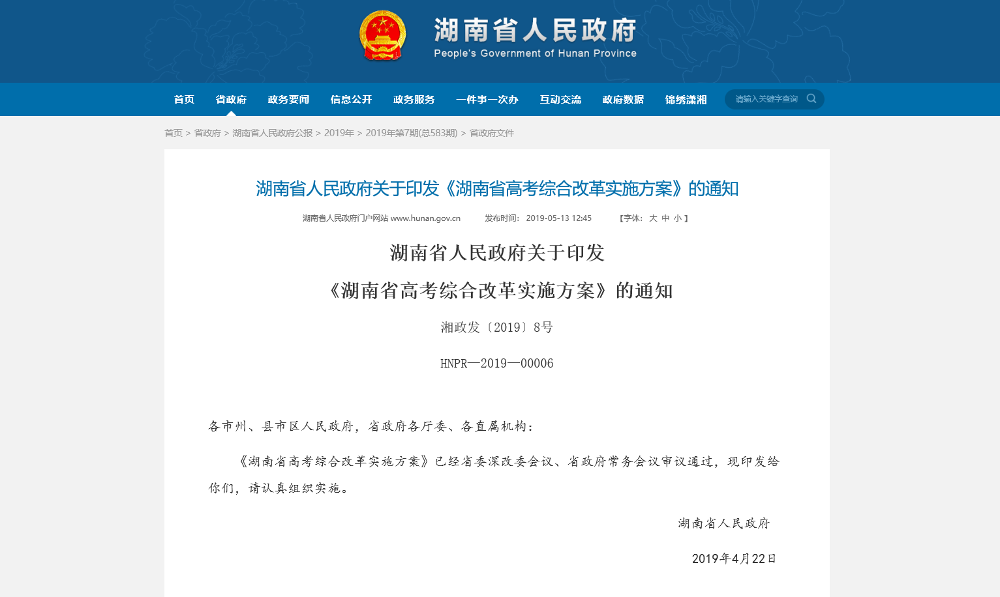 湖南省人民政府
People's Government of Hunan Province
首页 省政府 政务要闻 信息公开 政务服务 一件事一次办 互动交流 政府数据 锦绣潇湘 请输入关键字查询
首页 > 省政府 > 湖南省人民政府公报 > 2019年 > 2019年第7期(总583期) > 省政府文件
湖南省人民政府关于印发《湖南省高考综合改革实施方案》的通知
湖南省人民政府门户网站 www.hunan.gov.cn 发布时间： 2019-05-13 12:45 【字体： 大 中 小 】
湖南省人民政府关于印发
《湖南省高考综合改革实施方案》的通知
湘政发〔2019〕8号
HNPR—2019—00006
各市州、县市区人民政府，省政府各厅委、各直属机构：
《湖南省高考综合改革实施方案》已经省委深改委会议、省政府常务会议审议通过，现印发给
你们，请认真组织实施。
湖南省人民政府
2019年4月22日